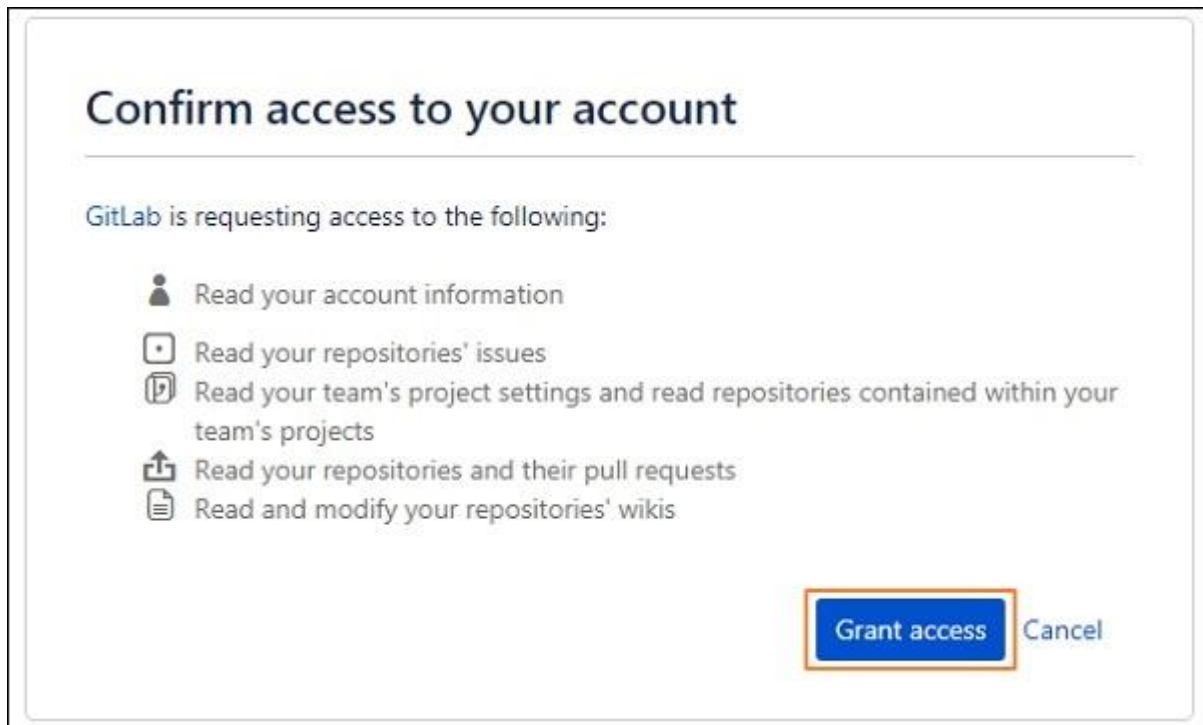 Confirm access to your account
GitLab is requesting access to the following:
Read your account information
Read your repositories' issues
Read your team's project settings and read repositories contained within your
team's projects
Read your repositories and their pull requests
Read and modify your repositories' wikis
Grant access Cancel